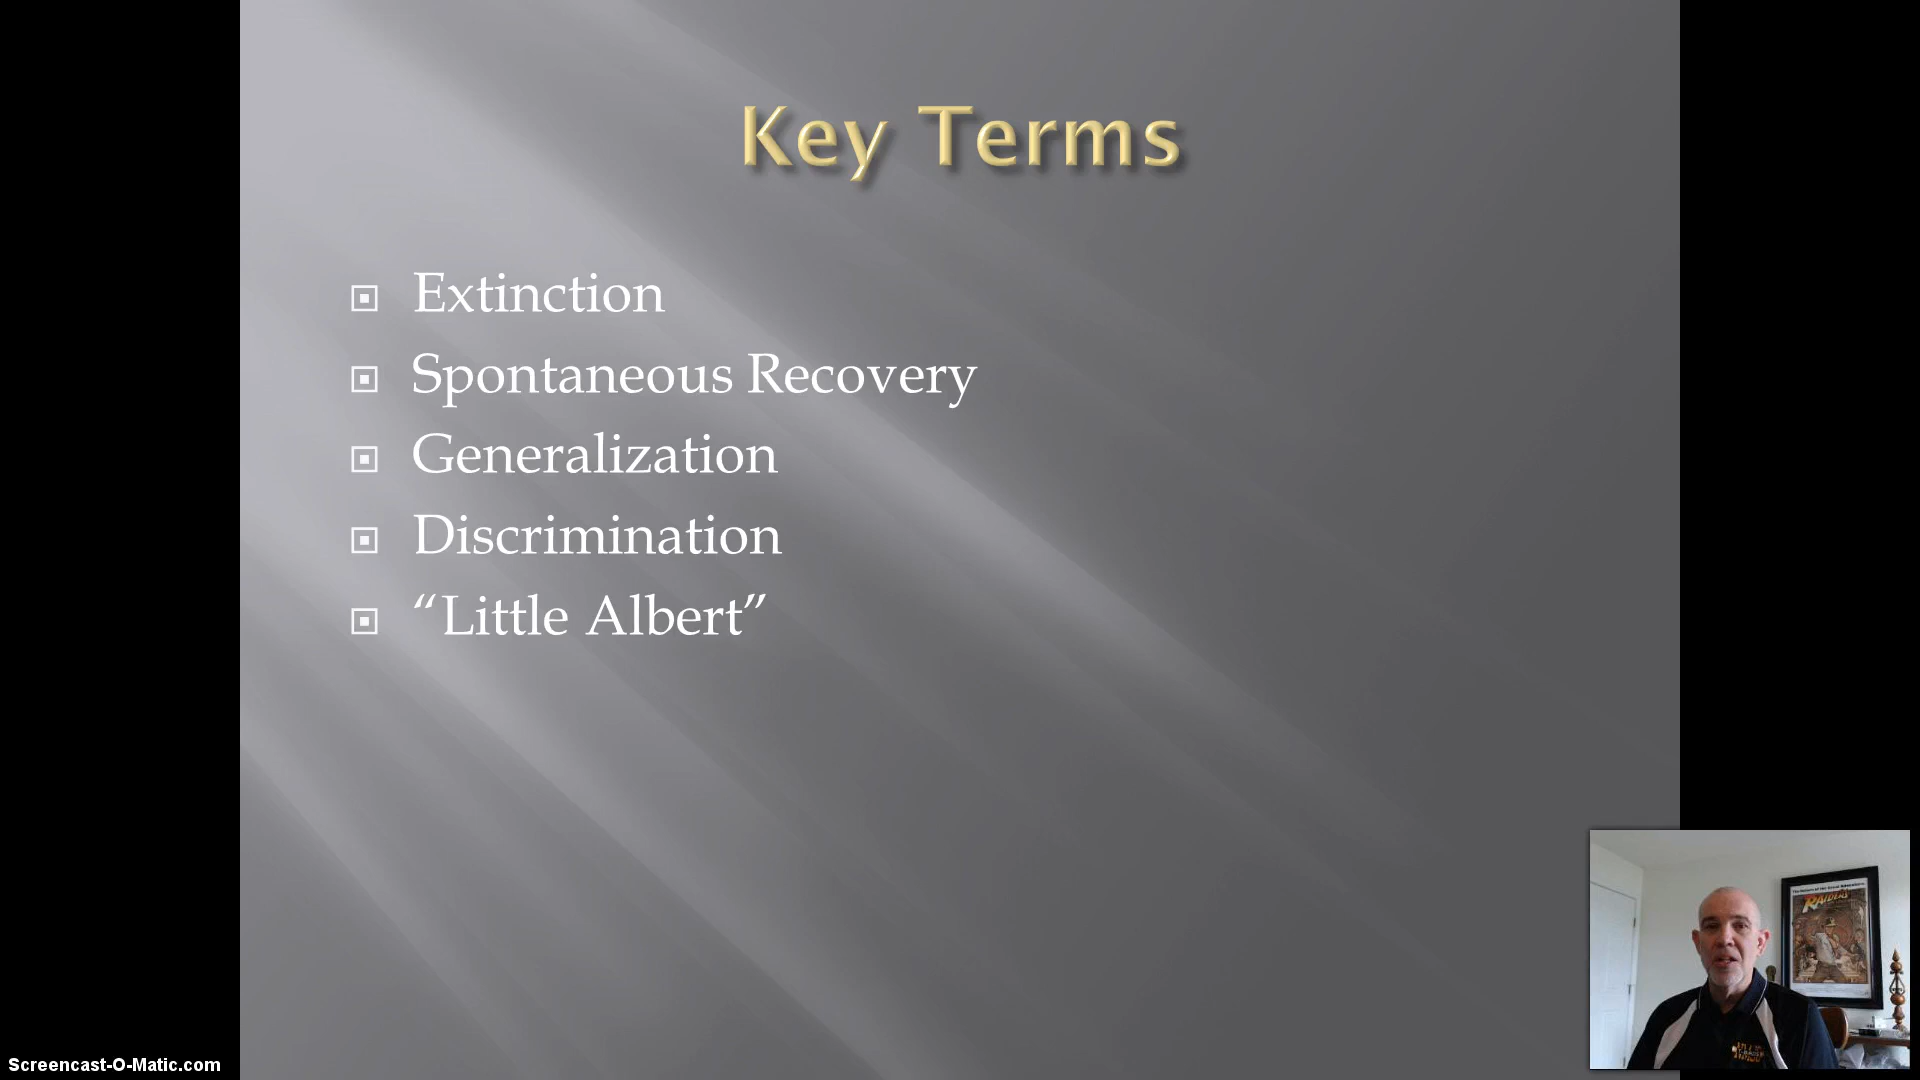 Key Terms
Extinction
Spontaneous Recovery
Generalization
Discrimination
“Little Albert”
RAIDERS
Screencast-O-Matic.com